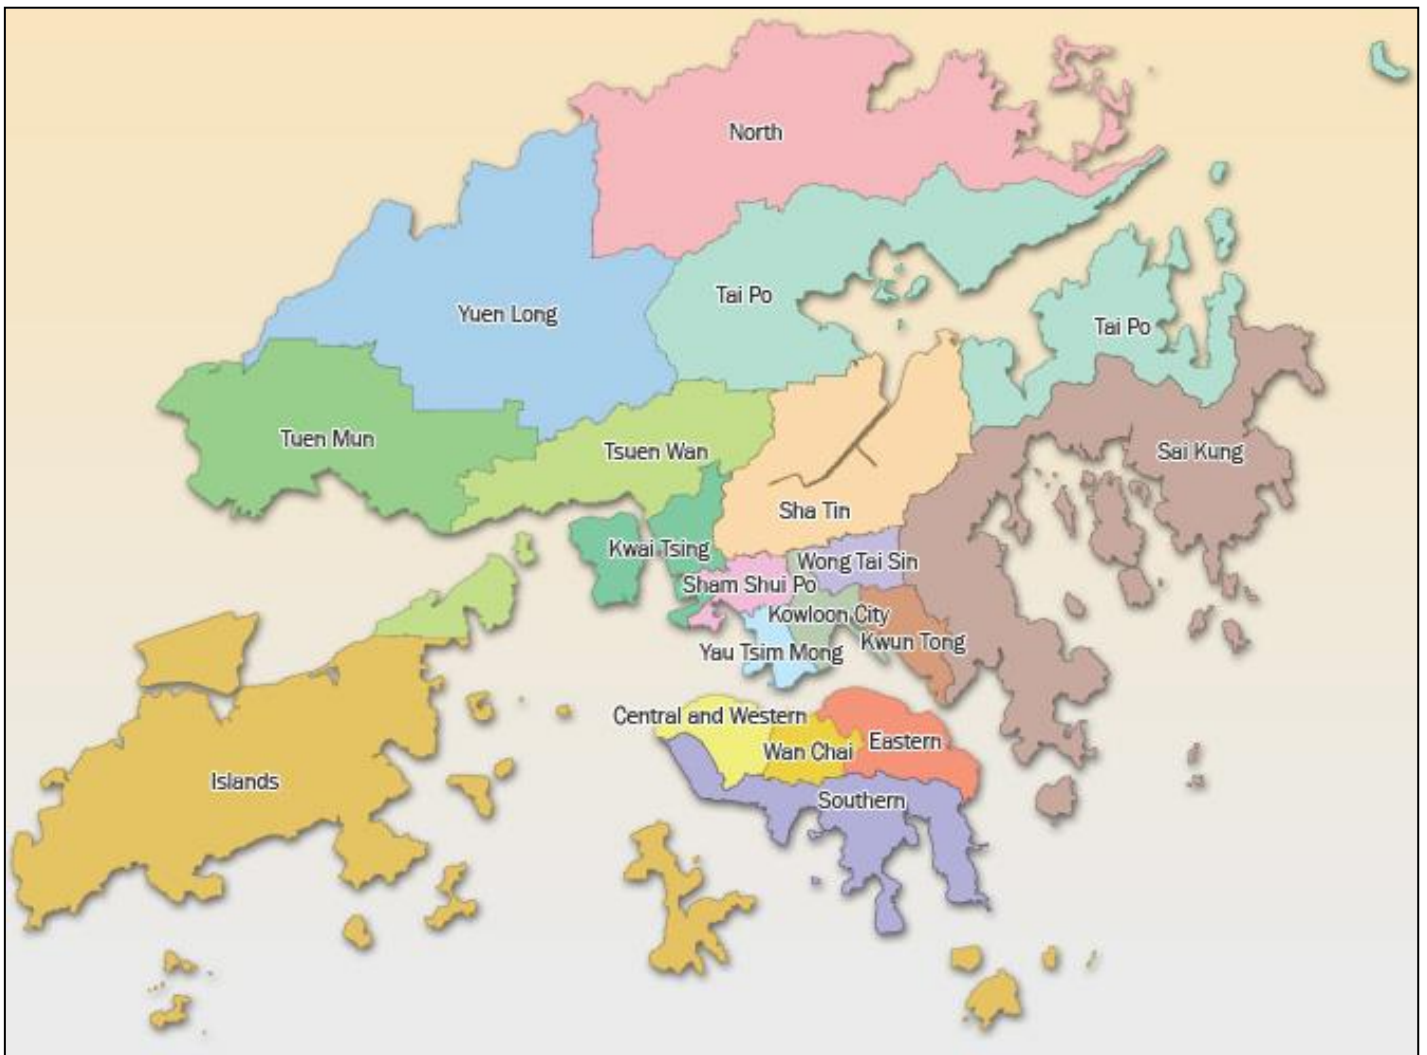 North
Tai Po
Yuen Long
Tai Po
Tuen Mun
Tsuen Wan
Sai Kung
Sha Tin
Kwai Tsing
Wong Tai Sin
Sham Shui Po
Kowloon City
Kwun Tong
Yau Tsim Mong
Central and Western
Wan Chai
Eastern
Islands
Southern